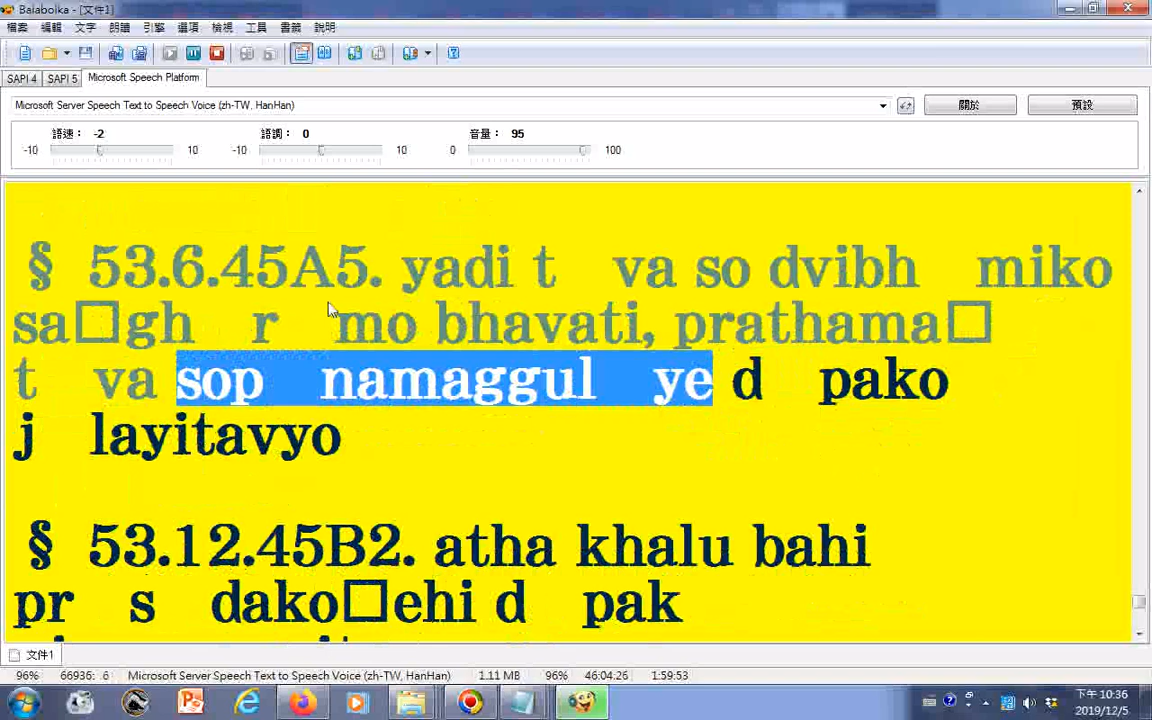 Balabolka - [文件1]
檔案 編輯 文字 朗讀 引擎 選項 檢視 工具 書籤 說明
SAPI 4 SAPI 5 Microsoft Speech Platform
Microsoft Server Speech Text to Speech Voice (zh-TW, HanHan) 關於 預設
語速： -2 語調： 0 音量： 95
-10 10 -10 10 0 100
§ 53.6.45A5. yadi t va so dvibh miko
sa□gh r mo bhavati, prathama□
t va sop namaggul ye d pako
j layitavyo
§ 53.12.45B2. atha khalu bahi
pr s dako□ehi d pak
文件1
96% 66936: 6 Microsoft Server Speech Text to Speech Voice (zh-TW, HanHan) 1.11 MB 96% 46:04:26 1:59:53
下午 10:36
2019/12/5